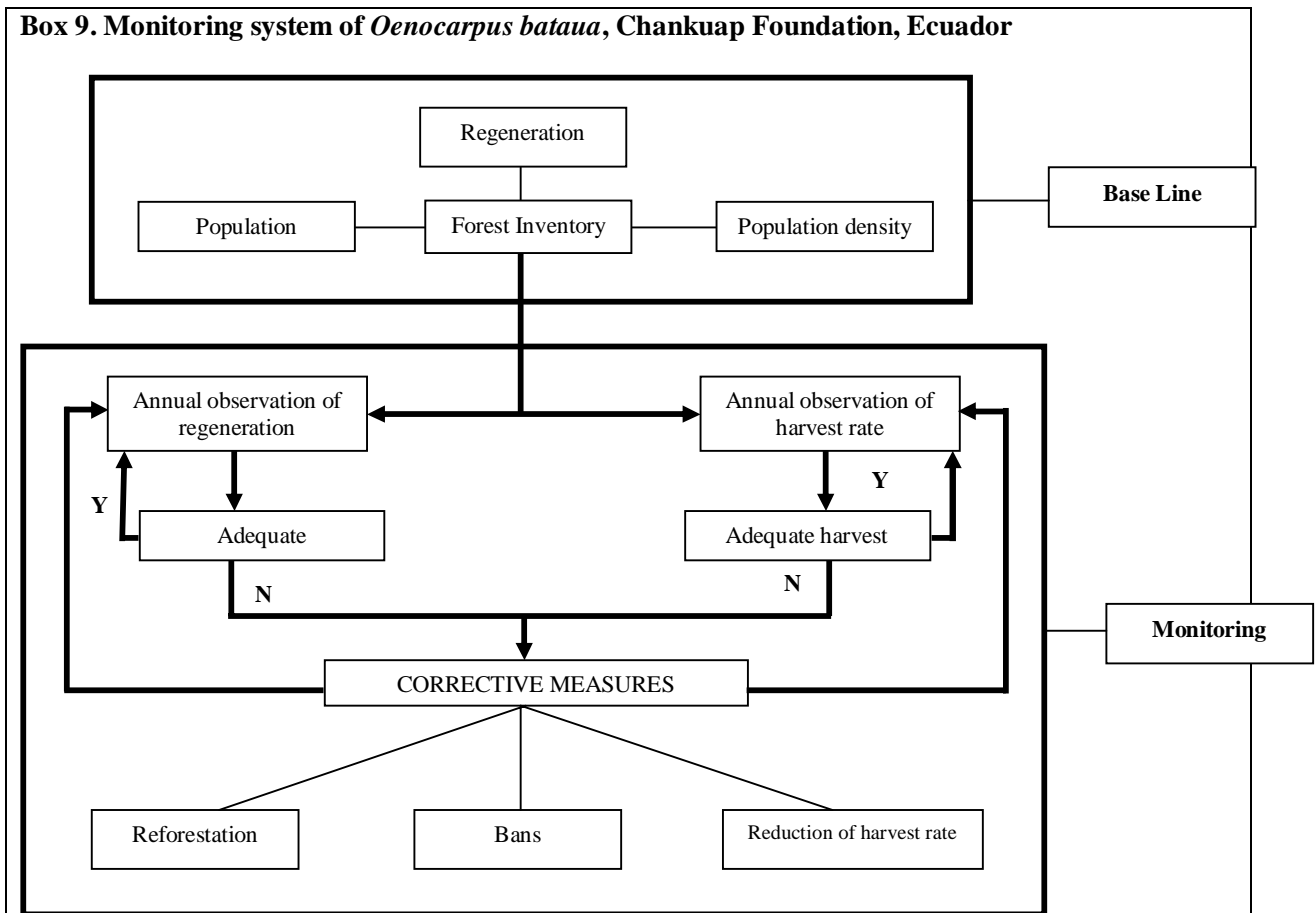 Box 9. Monitoring system of Oenocarpus bataua, Chankuap Foundation, Ecuador
Regeneration
Population
Forest Inventory
Population density
Base Line
Annual observation of
regeneration
Annual observation of
harvest rate
Y
Y
Adequate
Adequate harvest
N
N
Monitoring
CORRECTIVE MEASURES
Reforestation
Bans
Reduction of harvest rate